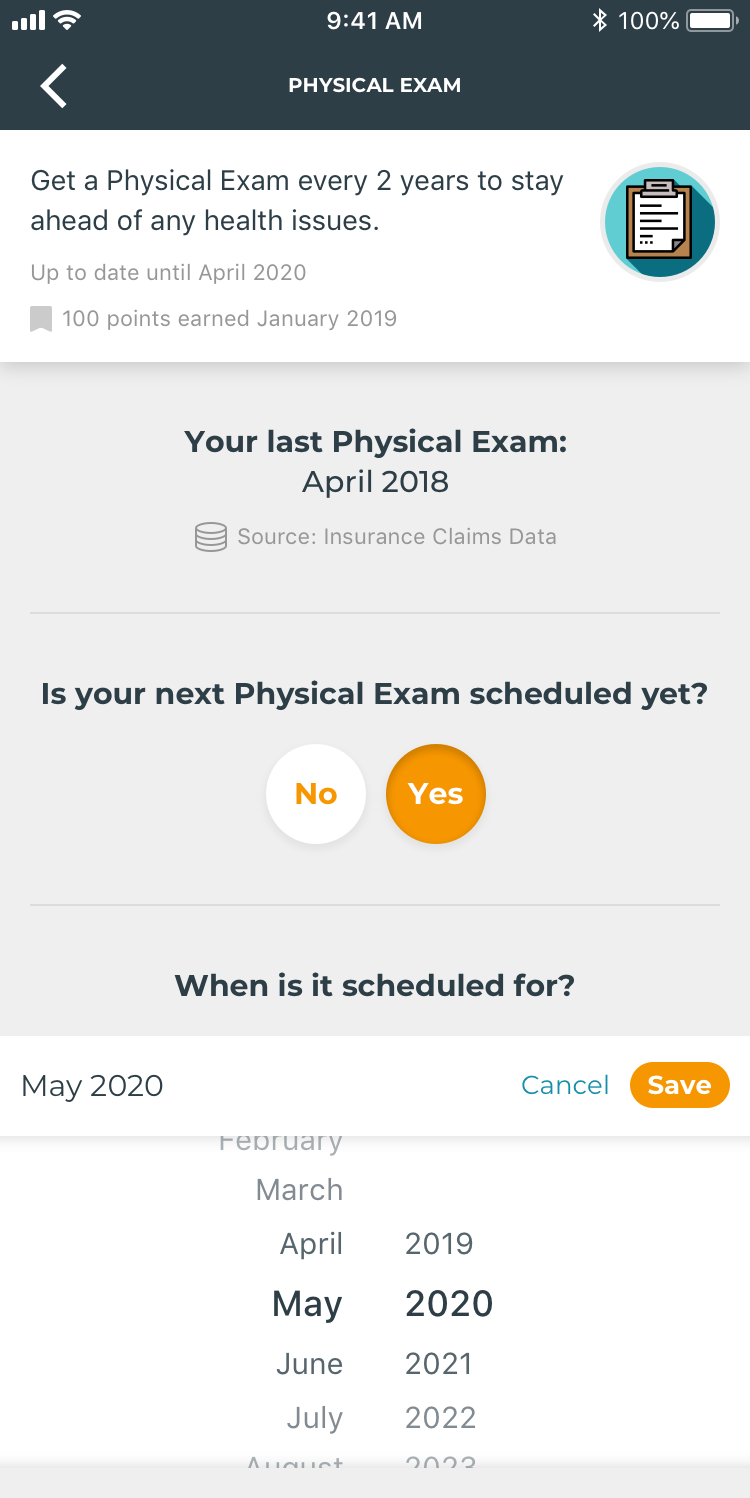 9:41 AM
100%
PHYSICAL EXAM
Get a Physical Exam every 2 years to stay
ahead of any health issues.
Up to date until April 2020
100 points earned January 2019
Your last Physical Exam:
April 2018
Source: Insurance Claims Data
Is your next Physical Exam scheduled yet?
No Yes
When is it scheduled for?
May 2020 Cancel Save
February
March
April 2019
May 2020
June 2021
July 2022
August 2023